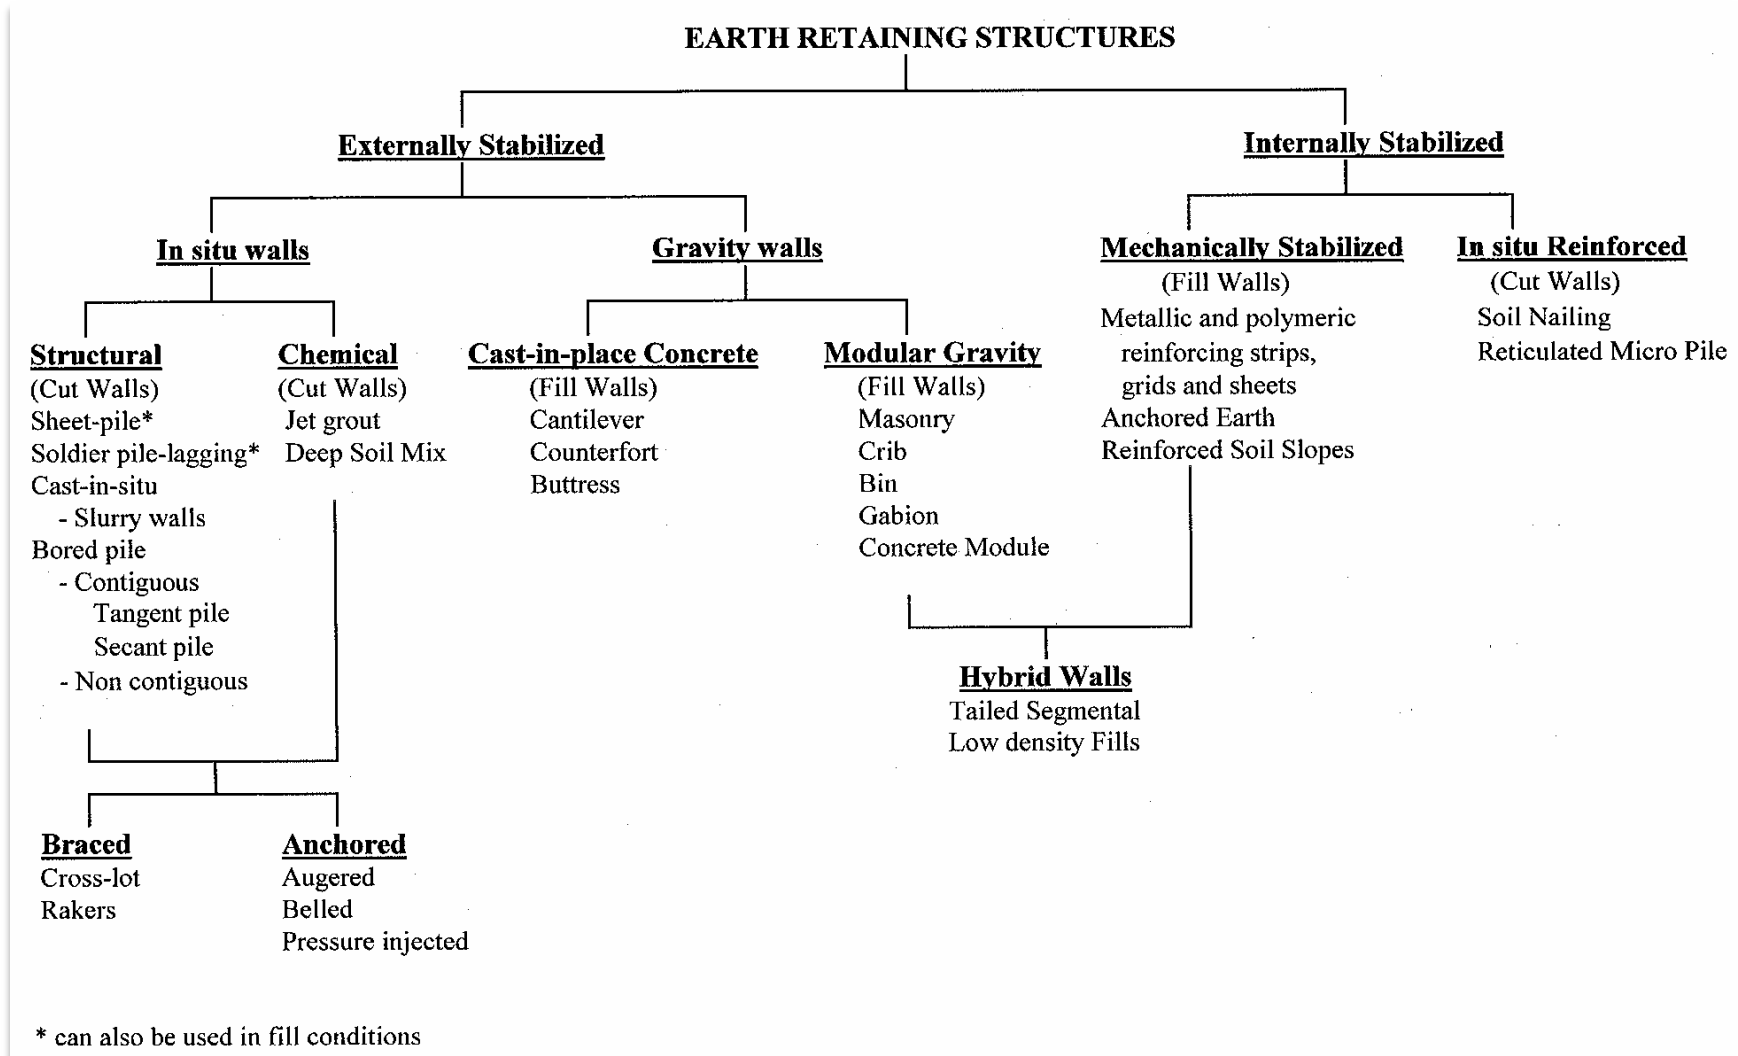 EARTH RETAINING STRUCTURES
Externally Stabilized
Internally Stabilized
In situ walls
Gravity walls
Mechanically Stabilized
(Fill Walls)
Metallic and polymeric
reinforcing strips,
grids and sheets
Anchored Earth
Reinforced Soil Slopes
In situ Reinforced
(Cut Walls)
Soil Nailing
Reticulated Micro Pile
Structural
(Cut Walls)
Sheet-pile*
Soldier pile-lagging*
Cast-in-situ
- Slurry walls
Bored pile
- Contiguous
Tangent pile
Secant pile
- Non contiguous
Chemical
(Cut Walls)
Jet grout
Deep Soil Mix
Cast-in-place Concrete
(Fill Walls)
Cantilever
Counterfort
Buttress
Modular Gravity
(Fill Walls)
Masonry
Crib
Bin
Gabion
Concrete Module
Hybrid Walls
Tailed Segmental
Low density Fills
Braced
Cross-lot
Rakers
Anchored
Augered
Belled
Pressure injected
* can also be used in fill conditions